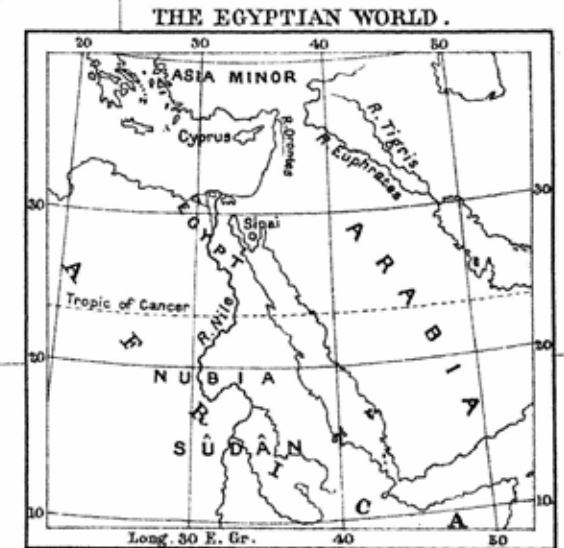 THE EGYPTIAN WORLD.
20 30 40 50
ASIA MINOR
Cyprus
R. Orontes
R. Tigris
R. Euphrates
30 30
EGYPT
Sinai
ARABIA
Tropic of Cancer
R. Nile
20 20
NUBIA
SÛDÂN
AFRICA
10 10
Long. 30 E. Gr. 40 50